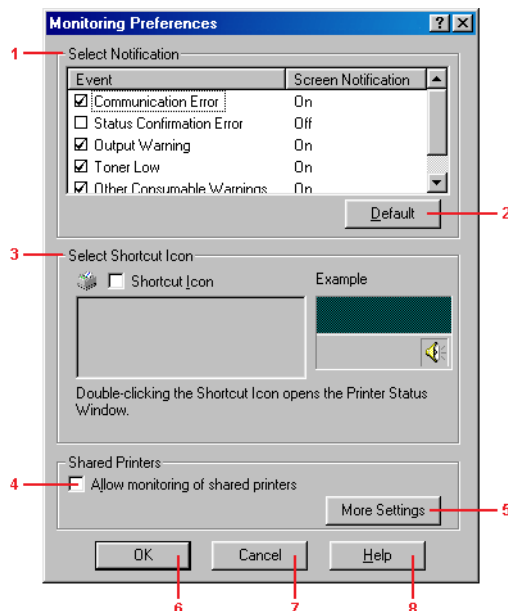 Monitoring Preferences
1
Select Notification
Event Screen Notification
Communication Error On
Status Confirmation Error Off
Output Warning On
Toner Low On
Other Consumable Warnings On
Default
2
3
Select Shortcut Icon
Shortcut Icon
Example
Double-clicking the Shortcut Icon opens the Printer Status
Window.
Shared Printers
4
Allow monitoring of shared printers
More Settings
5
OK Cancel Help
6 7 8